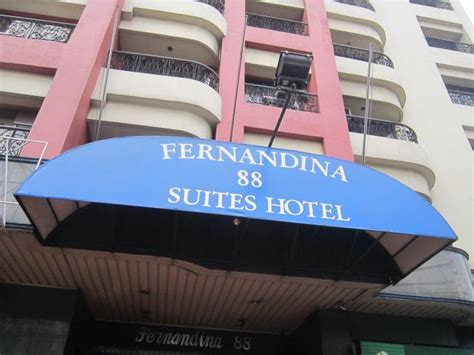 FERNANDINA
88
SUITES HOTEL
Fernandina 88